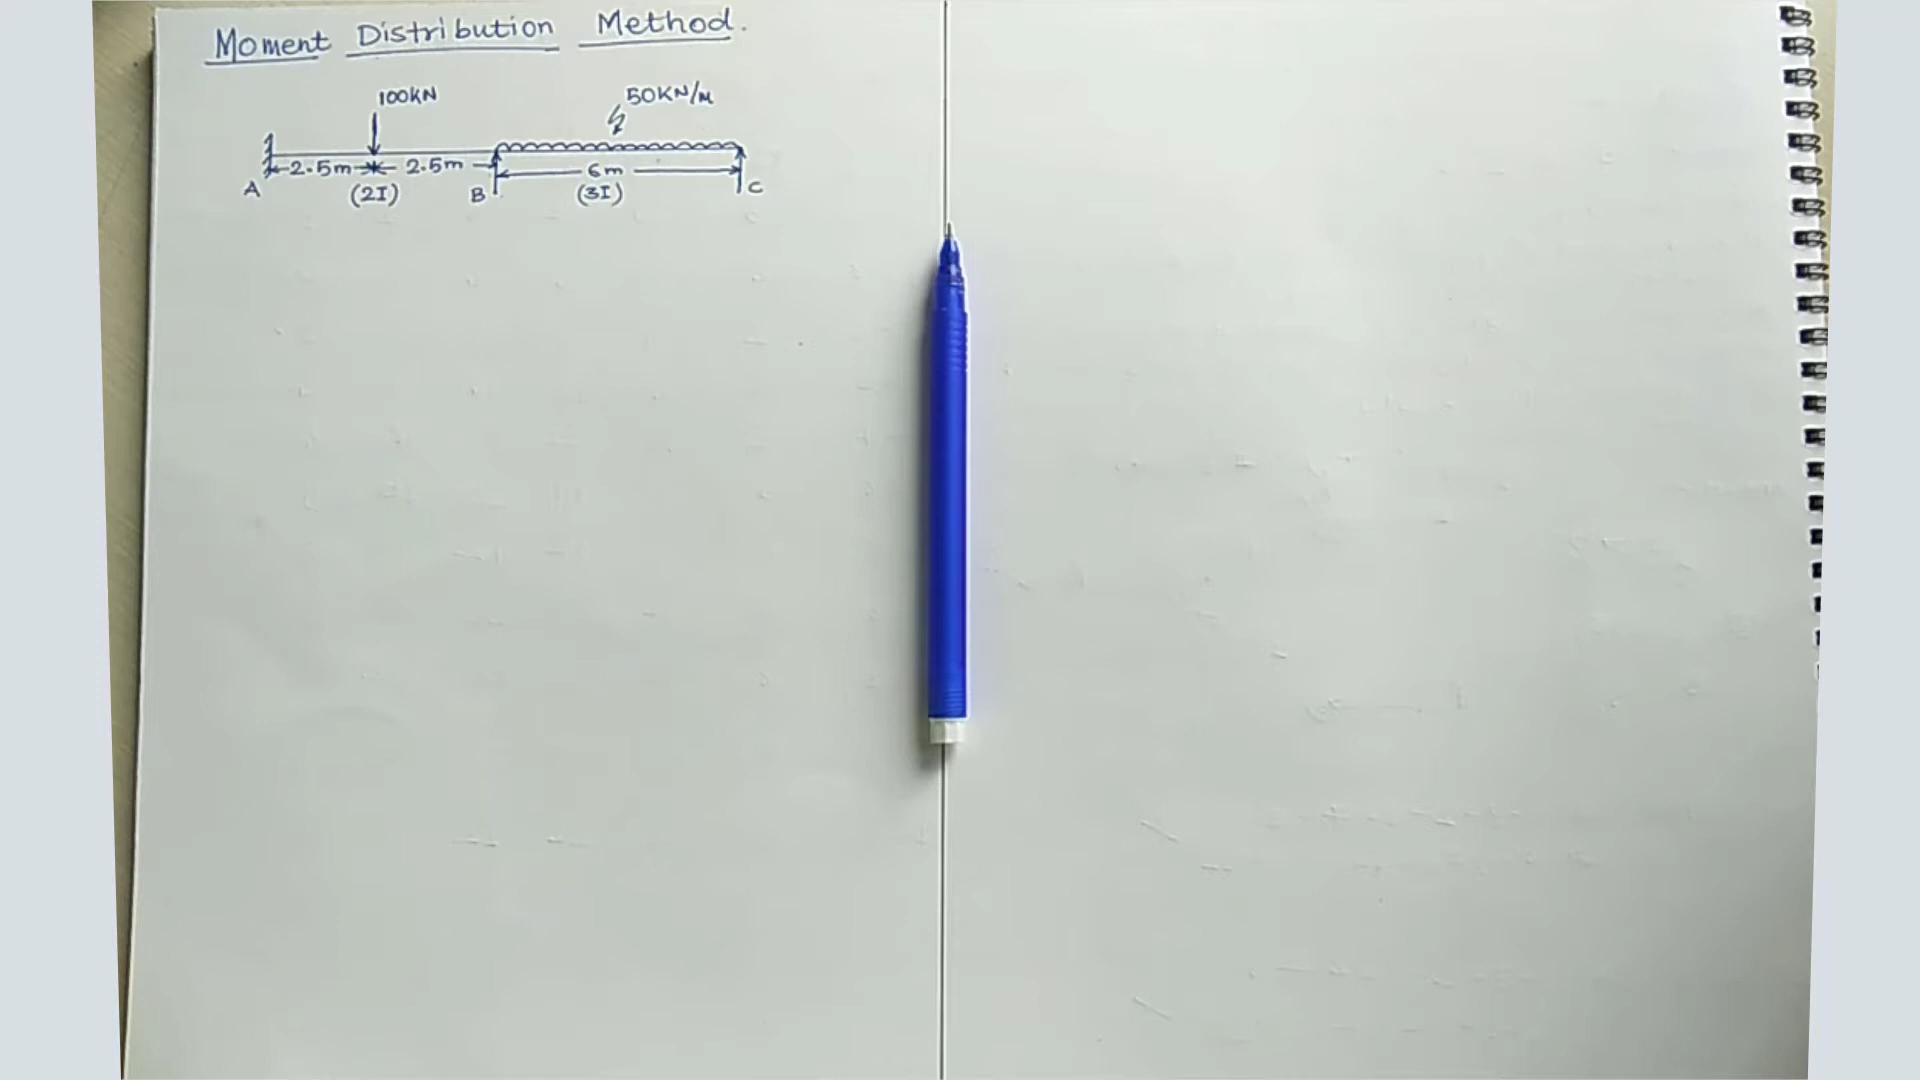 Moment Distribution Method.
100KN
50KN/M
2.5m 2.5m 6m
A (2I) B (3I) C